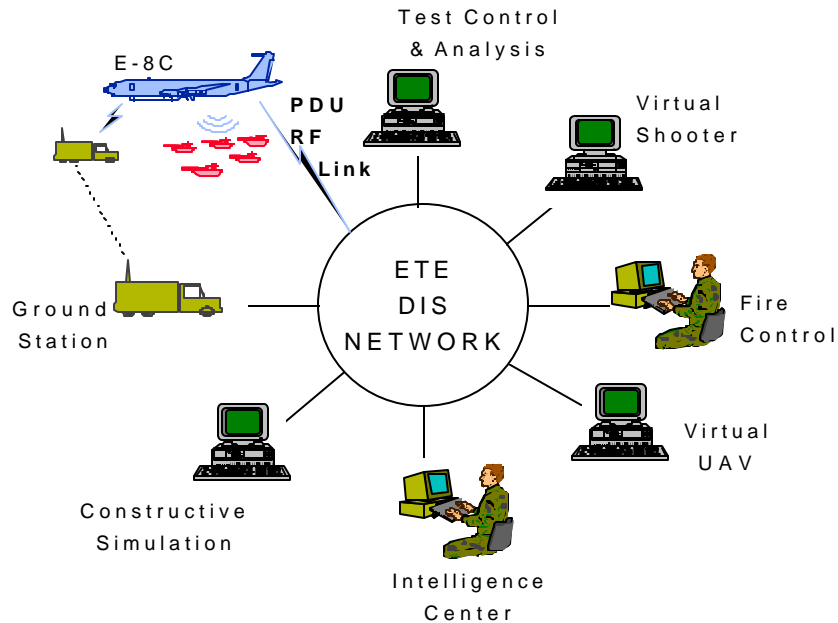 Test Control
& Analysis
E-8C
PDU
RF
Link
Virtual
Shooter
ETE
DIS
NETWORK
Ground
Station
Fire
Control
Virtual
UAV
Constructive
Simulation
Intelligence
Center